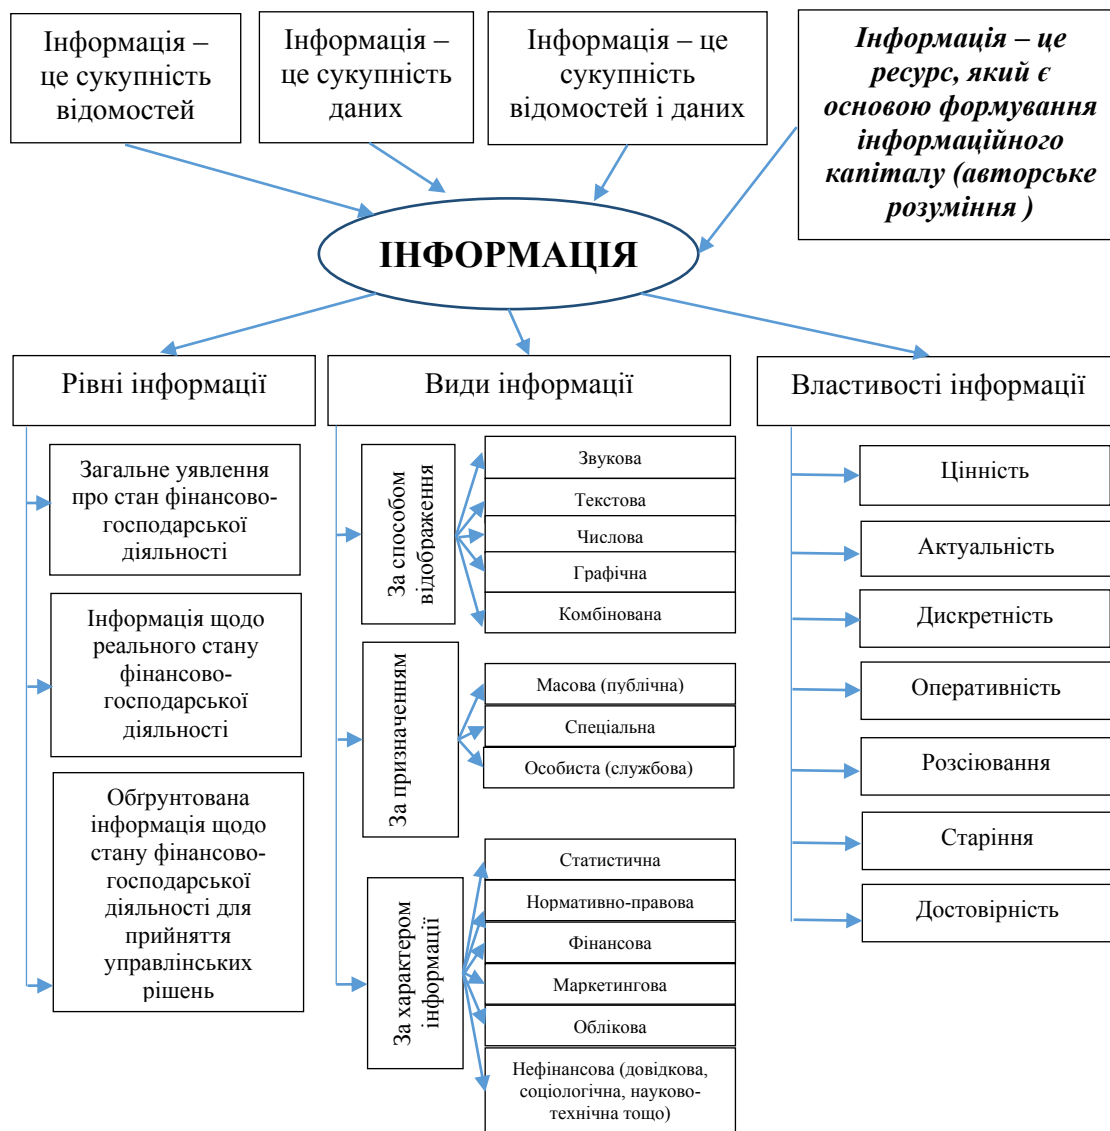 Інформація –
це сукупність
відомостей
Інформація –
це сукупність
даних
Інформація – це
сукупність
відомостей і даних
Інформація – це
ресурс, який є
основою формування
інформаційного
капіталу (авторське
розуміння )
ІНФОРМАЦІЯ
Рівні інформації
Загальне уявлення
про стан фінансово-
господарської
діяльності
Інформація щодо
реального стану
фінансово-
господарської
діяльності
Обґрунтована
інформація щодо
стану фінансово-
господарської
діяльності для
прийняття
управлінських
рішень
Види інформації
За способом
відображення
Звукова
Текстова
Числова
Графічна
Комбінована
За призначенням
Масова (публічна)
Спеціальна
Особиста (службова)
За характером
інформації
Статистична
Нормативно-правова
Фінансова
Маркетингова
Облікова
Нефінансова (довідкова,
соціологічна, науково-
технічна тощо)
Властивості інформації
Цінність
Актуальність
Дискретність
Оперативність
Розсіювання
Старіння
Достовірність